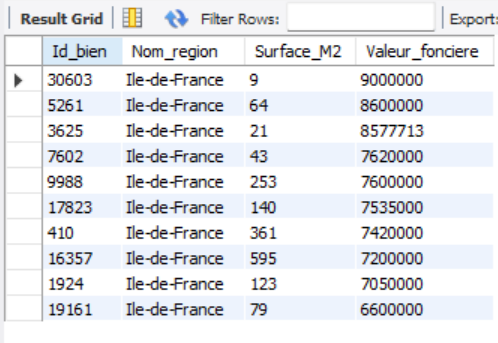 Result Grid Filter Rows: Export:
Id_bien Nom_region Surface_M2 Valeur_fonciere
30603 Ile-de-France 9 9000000
5261 Ile-de-France 64 8600000
3625 Ile-de-France 21 8577713
7602 Ile-de-France 43 7620000
9988 Ile-de-France 253 7600000
17823 Ile-de-France 140 7535000
410 Ile-de-France 361 7420000
16357 Ile-de-France 595 7200000
1924 Ile-de-France 123 7050000
19161 Ile-de-France 79 6600000